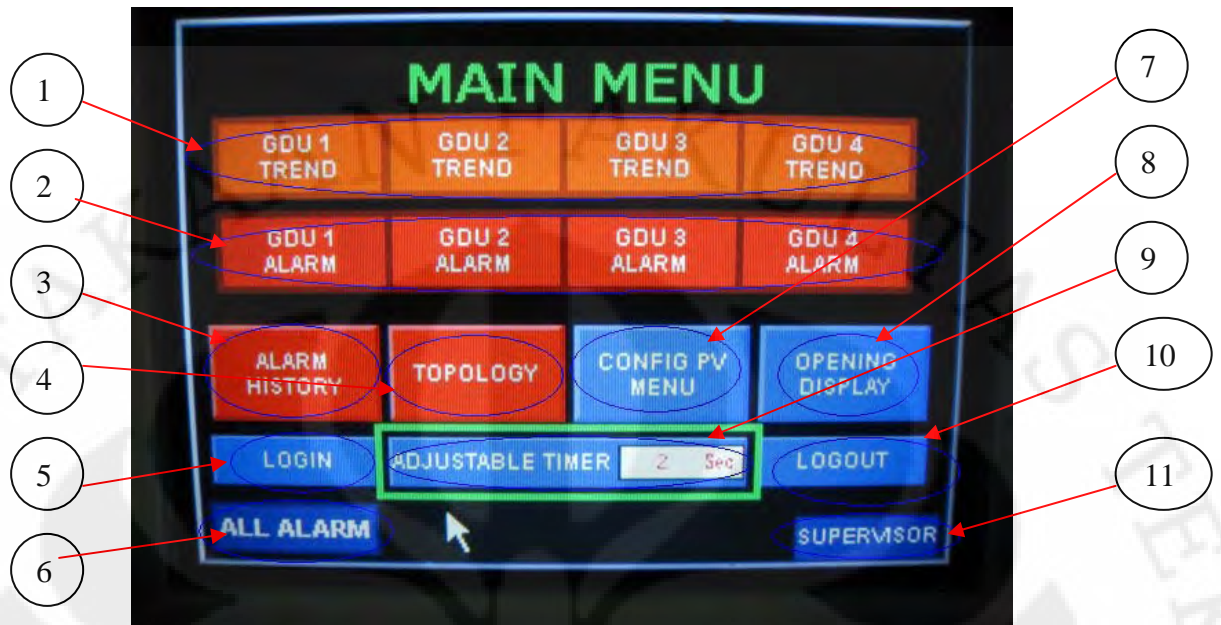 MAIN MENU
GDU 1 TREND
GDU 2 TREND
GDU 3 TREND
GDU 4 TREND
GDU 1 ALARM
GDU 2 ALARM
GDU 3 ALARM
GDU 4 ALARM
ALARM HISTORY
TOPOLOGY
CONFIG PV MENU
OPENING DISPLAY
LOGIN
ADJUSTABLE TIMER 2 Sec
LOGOUT
ALL ALARM
SUPERVISOR
1
2
3
4
5
6
7
8
9
10
11